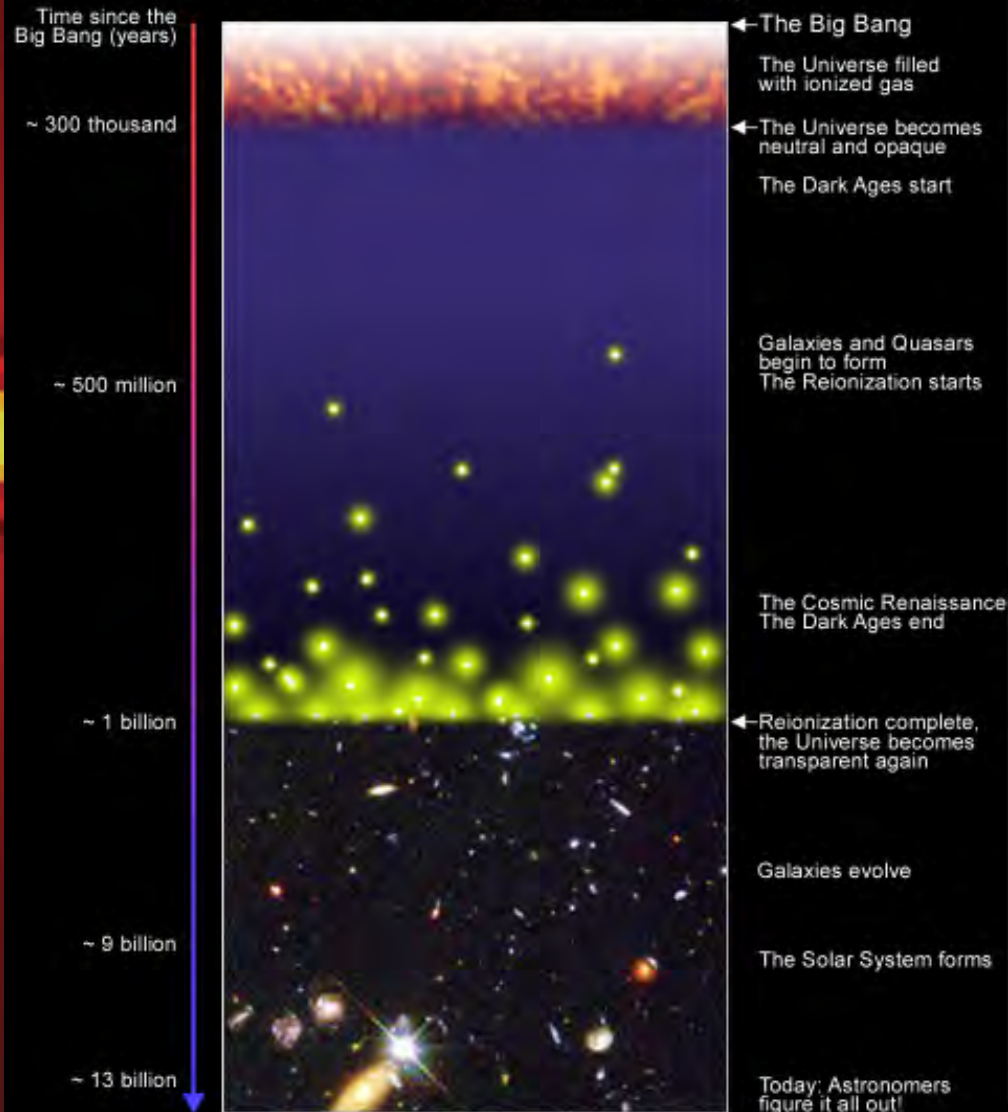 Time since the
Big Bang (years)
The Big Bang
The Universe filled
with ionized gas
~ 300 thousand
The Universe becomes
neutral and opaque
The Dark Ages start
Galaxies and Quasars
begin to form
~ 500 million
The Reionization starts
The Cosmic Renaissance
The Dark Ages end
~ 1 billion
Reionization complete,
the Universe becomes
transparent again
Galaxies evolve
~ 9 billion
The Solar System forms
~ 13 billion
Today: Astronomers
figure it all out!